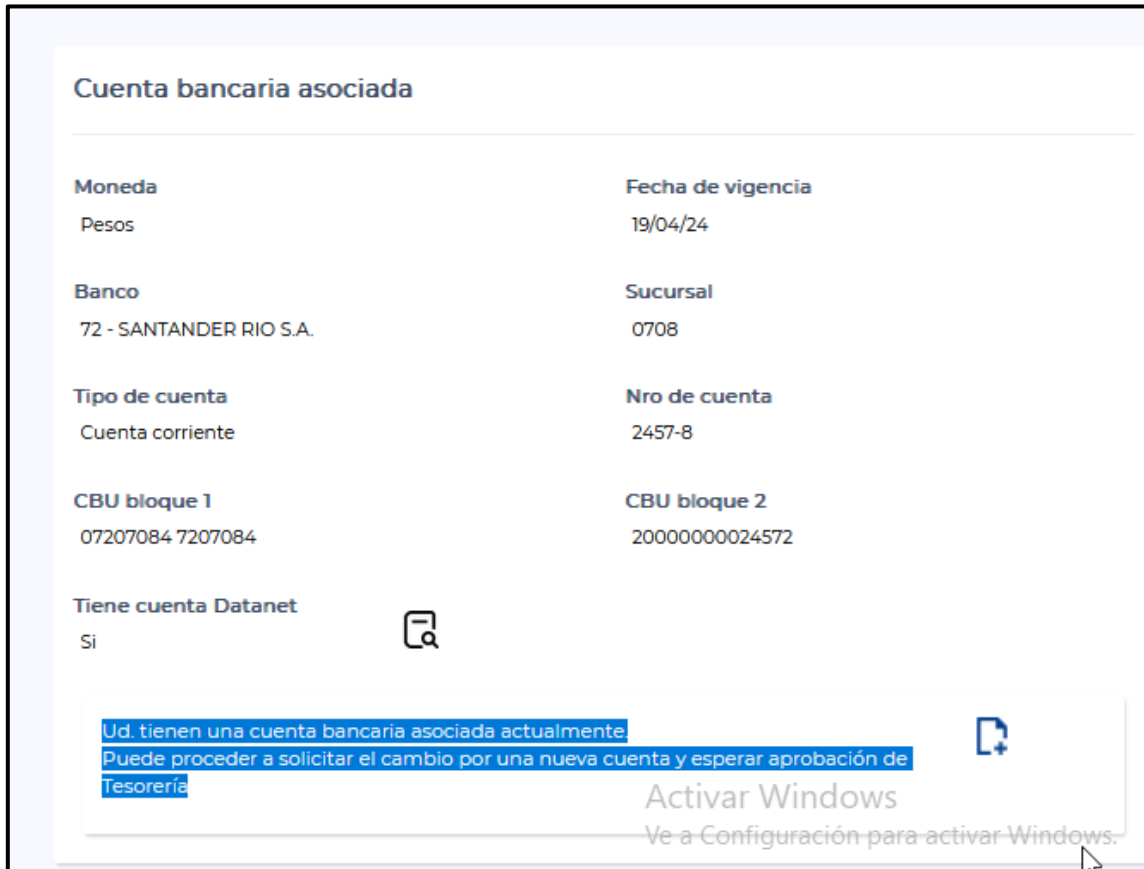 Cuenta bancaria asociada
Moneda
Fecha de vigencia
Pesos
19/04/24
Banco
Sucursal
72 - SANTANDER RIO S.A.
0708
Tipo de cuenta
Nro de cuenta
Cuenta corriente
2457-8
CBU bloque 1
CBU bloque 2
07207084 7207084
20000000024572
Tiene cuenta Datanet
Si
Ud. tienen una cuenta bancaria asociada actualmente.
Puede proceder a solicitar el cambio por una nueva cuenta y esperar aprobación de
Tesorería
Activar Windows
Ve a Configuración para activar Windows.